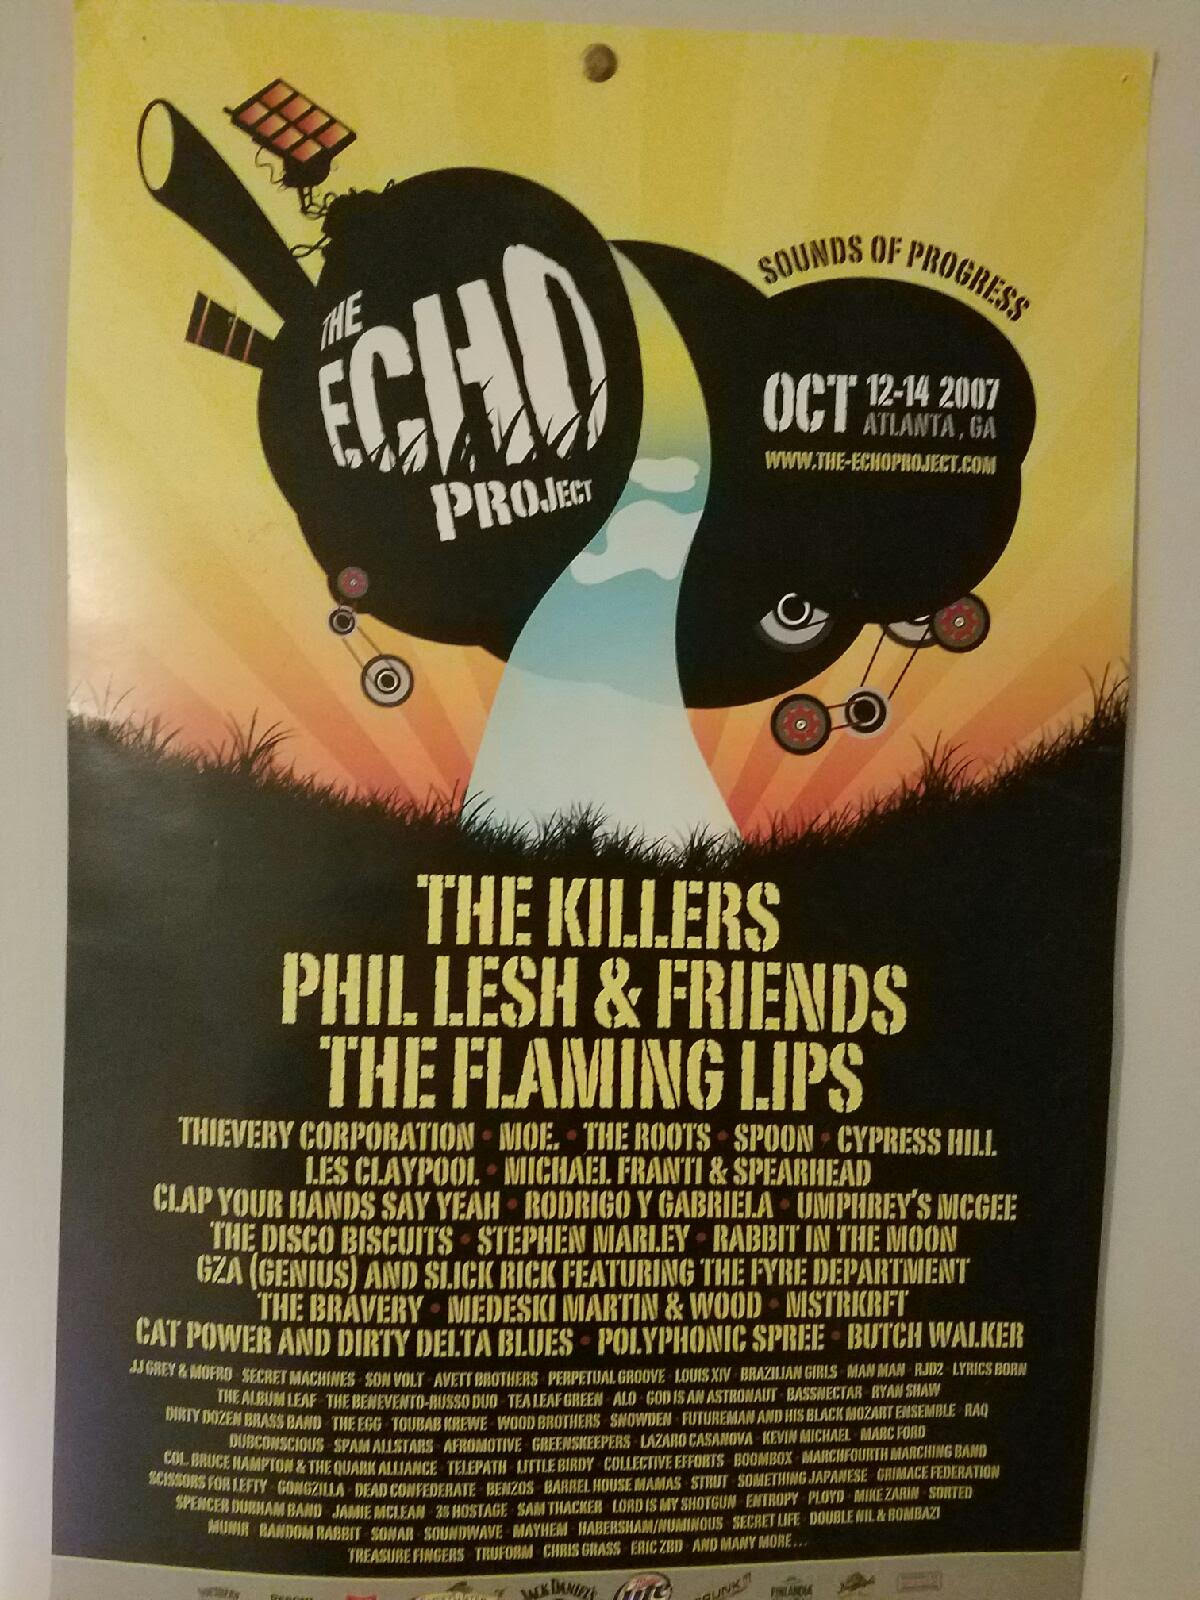 SOUNDS OF PROGRESS
THE
ECHO
PROJECT
OCT 12-14 2007
ATLANTA, GA
WWW.THE-ECHOPROJECT.COM
THE KILLERS
PHIL LESH & FRIENDS
THE FLAMING LIPS
THIEVERY CORPORATION • MOE. • THE ROOTS • SPOON • CYPRESS HILL
LES CLAYPOOL • MICHAEL FRANTI & SPEARHEAD
CLAP YOUR HANDS SAY YEAH • RODRIGO Y GABRIELA • UMPHREY'S MCGEE
THE DISCO BISCUITS • STEPHEN MARLEY • RABBIT IN THE MOON
GZA (GENIUS) AND SLICK RICK FEATURING THE FYRE DEPARTMENT
THE BRAVERY • MEDESKI MARTIN & WOOD • MSTRKRFT
CAT POWER AND DIRTY DELTA BLUES • POLYPHONIC SPREE • BUTCH WALKER
JJ GREY & MOFRO · SECRET MACHINES · SON VOLT · AVETT BROTHERS · PERPETUAL GROOVE · LOUIS XIV · BRAZILIAN GIRLS · MAN MAN · RJD2 · LYRICS BORN
THE ALBUM LEAF · THE BENEVENTO-RUSSO DUO · TEA LEAF GREEN · ALO · GOD IS AN ASTRONAUT · BASSNECTAR · RYAN SHAW
DIRTY DOZEN BRASS BAND · THE EGG · TOUBAB KREWE · WOOD BROTHERS · SNOWDEN · FUTUREMAN AND HIS BLACK MOZART ENSEMBLE · RAQ
DUBCONSCIOUS · SPAM ALLSTARS · AFROMOTIVE · GREENSKEEPERS · LAZARO CASANOVA · KEVIN MICHAEL · MARC FORD
COL. BRUCE HAMPTON & THE QUARK ALLIANCE · TELEPATH · LITTLE BIRDY · COLLECTIVE EFFORTS · BOOMBOX · MARCHFOURTH MARCHING BAND
SCISSORS FOR LEFTY · GONGZILLA · DEAD CONFEDERATE · BENZOS · BARREL HOUSE MAMAS · STRUT · SOMETHING JAPANESE · GRIMACE FEDERATION
SPENCER DURHAM BAND · JAMIE MCLEAN · 35 HOSTAGE · SAM THACKER · LORD IS MY SHOTGUN · ENTROPY · PLOYD · MIKE ZARIN · SORTED
MUNIR · RANDOM RABBIT · SONAR · SOUNDWAVE · MAYHEM · HABERSHAM/NUMINOUS · SECRET LIFE · DOUBLE NIL & BOMBAZI
TREASURE FINGERS · TRUFORM · CHRIS GRASS · ERIC ZBD · AND MANY MORE...
JACK DANIEL'S Lite FINLANDIA